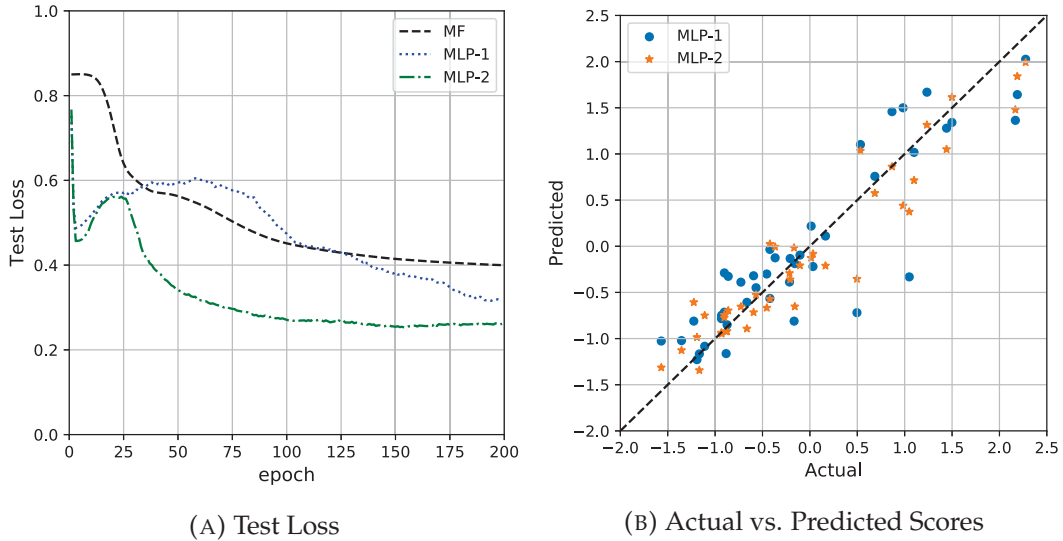 1.0
0.8
0.6
0.4
0.2
0.0
Test Loss
0 25 50 75 100 125 150 175 200
epoch
MF
MLP-1
MLP-2
(A) Test Loss
2.5
2.0
1.5
1.0
0.5
0.0
−0.5
−1.0
−1.5
−2.0
Predicted
−2.0 −1.5 −1.0 −0.5 0.0 0.5 1.0 1.5 2.0 2.5
Actual
MLP-1
MLP-2
(B) Actual vs. Predicted Scores